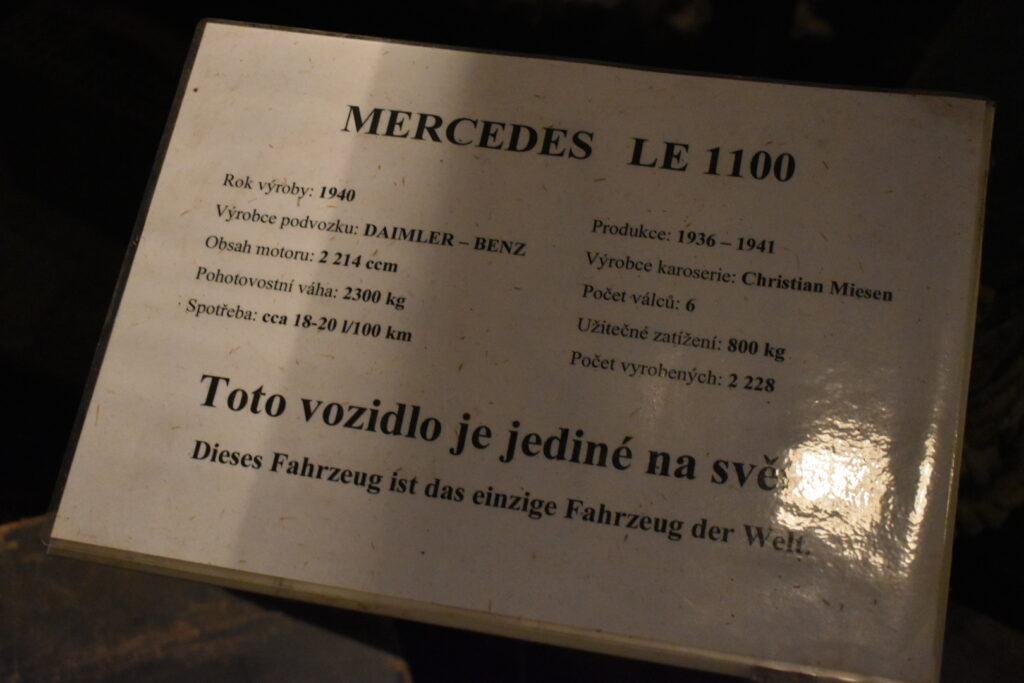 MERCEDES LE 1100
Rok výroby: 1940
Výrobce podvozku: DAIMLER – BENZ
Obsah motoru: 2 214 ccm
Pohotovostní váha: 2300 kg
Spotřeba: cca 18-20 l/100 km
Produkce: 1936 – 1941
Výrobce karoserie: Christian Miesen
Počet válců: 6
Užitečné zatížení: 800 kg
Počet vyrobených: 2 228
Toto vozidlo je jediné na
Dieses Fahrzeug ist das einzige Fahrzeug der Welt.